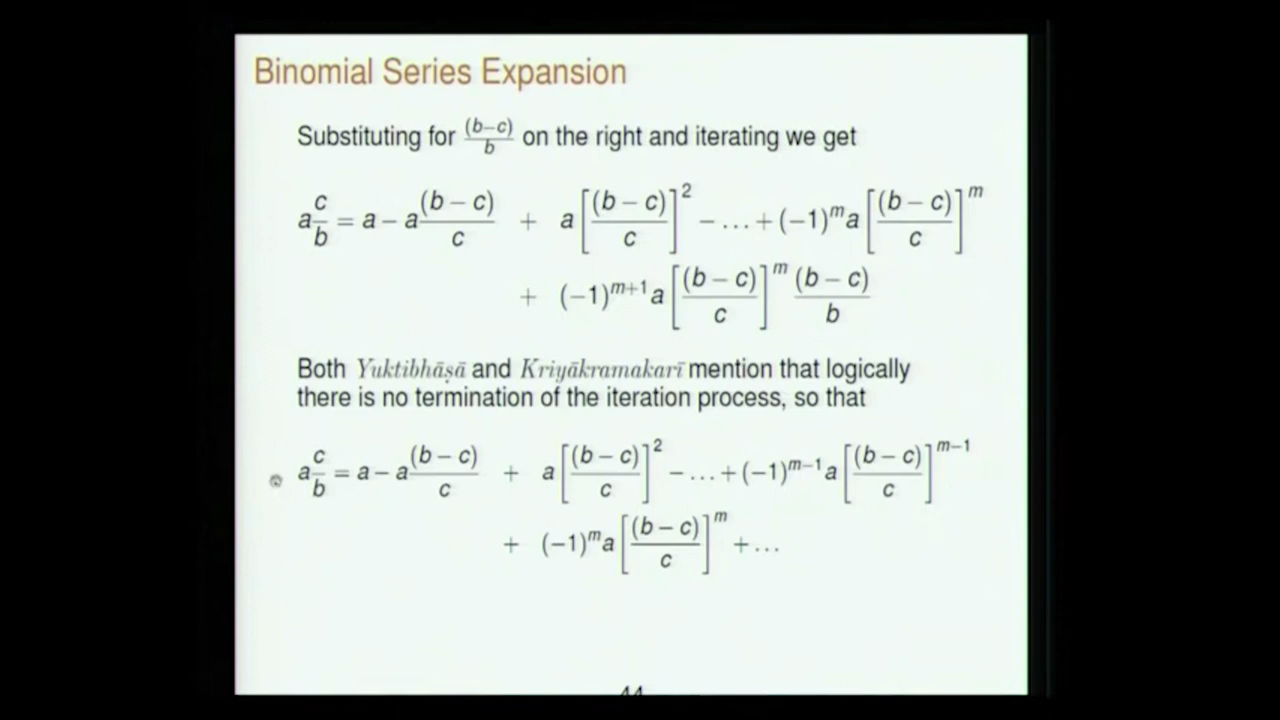 Binomial Series Expansion
Substituting for (b−c)/b on the right and iterating we get
a c/b = a − a (b − c)/c + a [(b − c)/c]^2 − … + (−1)^m a [(b − c)/c]^m
+ (−1)^{m+1} a [(b − c)/c]^m (b − c)/b
Both Yuktibhāṣā and Kriyākramakarī mention that logically
there is no termination of the iteration process, so that
a c/b = a − a (b − c)/c + a [(b − c)/c]^2 − … + (−1)^{m−1} a [(b − c)/c]^{m−1}
+ (−1)^m a [(b − c)/c]^m + …